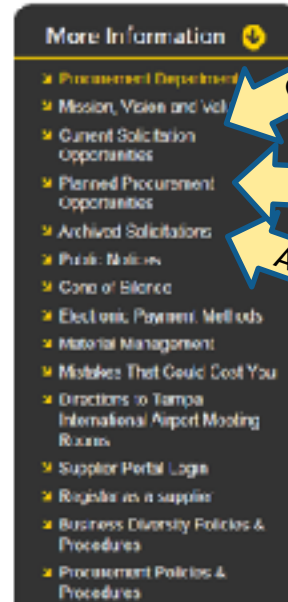 More Information
Procurement Department
Mission, Vision and
Current Solicitation
Opportunities
Planned Procurement
Opportunities
Archived Solicitations
Public Notices
Cone of Silence
Electronic Payment Methods
Material Management
Mistakes That Could Cost You
Directions to Tampa
International Airport Meeting
Rooms
Supplier Portal Login
Register as a supplier
Business Diversity Policies &
Procedures
Procurement Policies &
Procedures